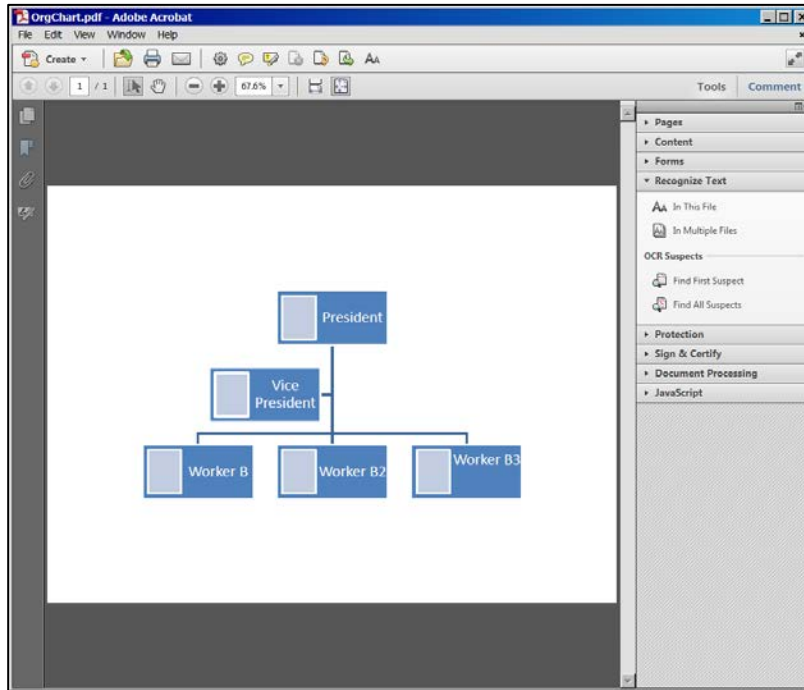 OrgChart.pdf - Adobe Acrobat
File Edit View Window Help
Create
1 / 1 67.6% Tools Comment
Pages
Content
Forms
Recognize Text
In This File
In Multiple Files
OCR Suspects
Find First Suspect
Find All Suspects
Protection
Sign & Certify
Document Processing
JavaScript
President
Vice
President
Worker B Worker B2 Worker B3